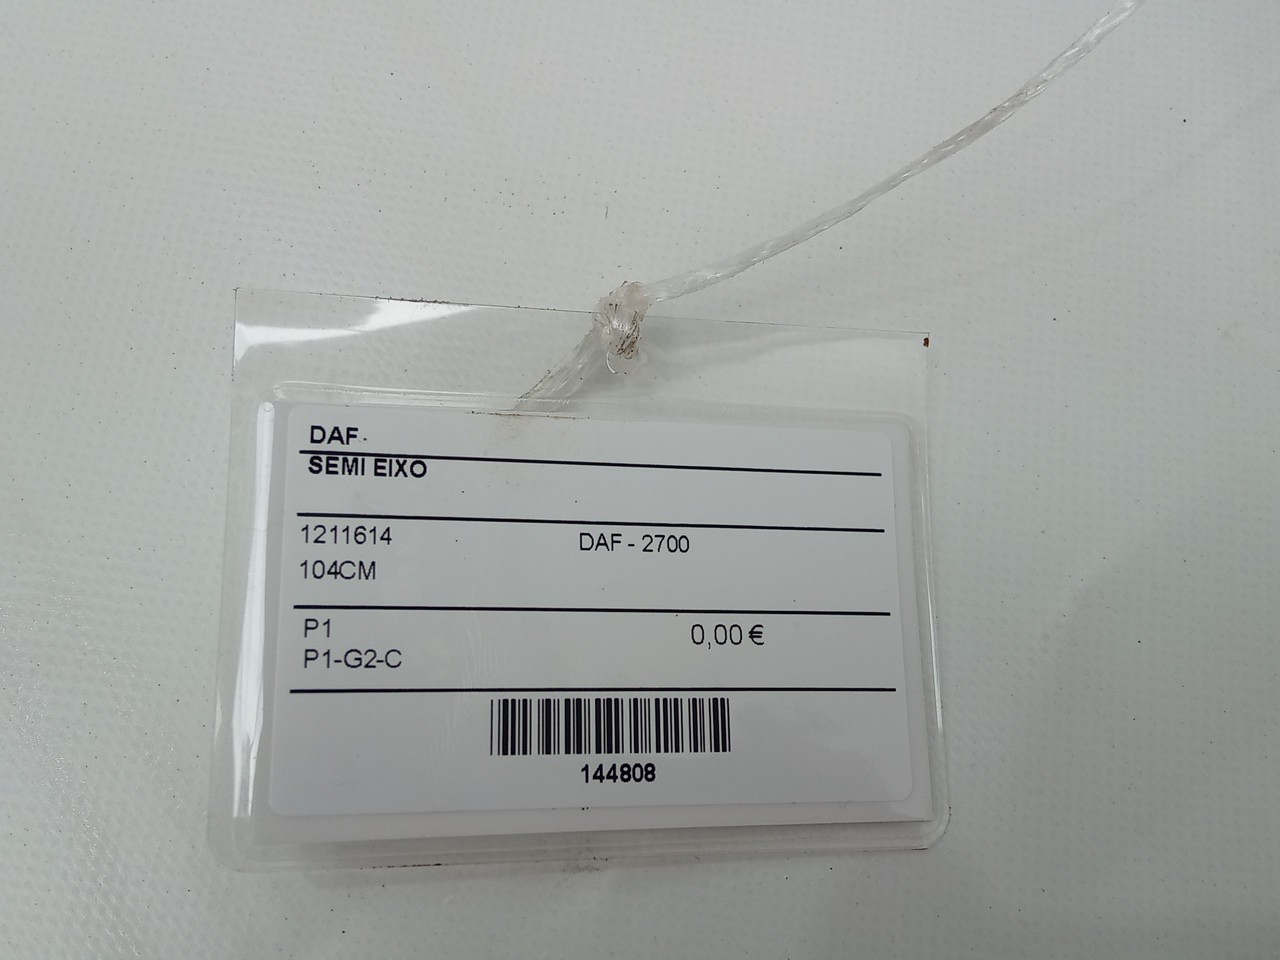 DAF.
SEMI EIXO
1211614 DAF - 2700
104CM
P1 0,00 €
P1-G2-C
144808